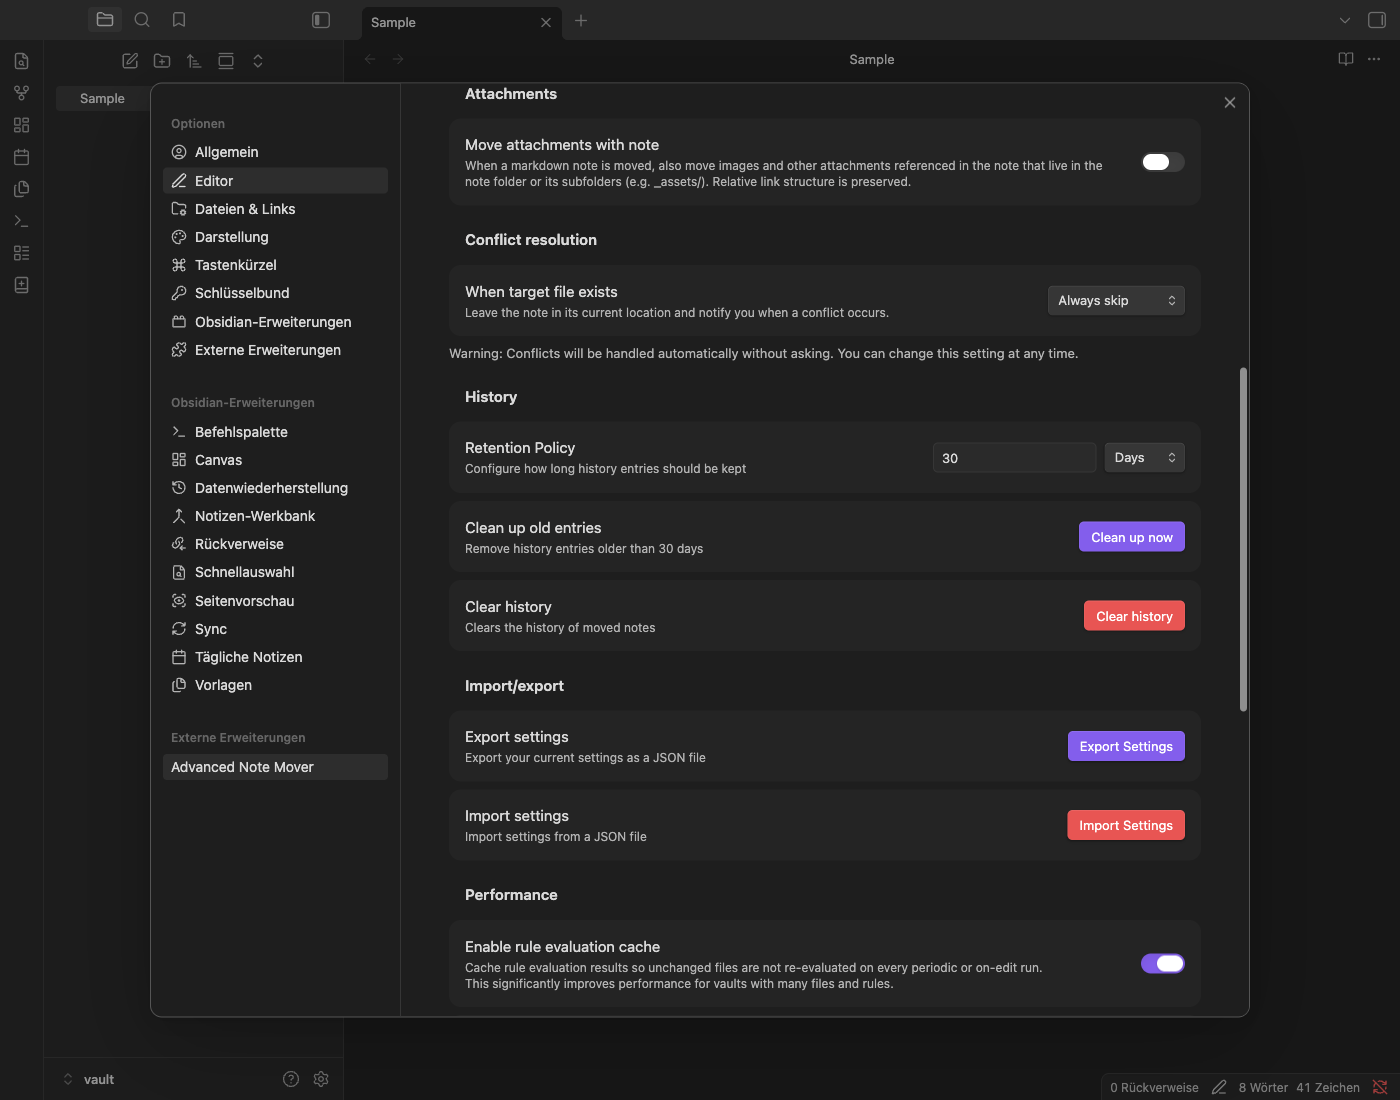 Sample
Sample
Sample
Optionen
Allgemein
Editor
Dateien & Links
Darstellung
Tastenkürzel
Schlüsselbund
Obsidian-Erweiterungen
Externe Erweiterungen
Obsidian-Erweiterungen
Befehlspalette
Canvas
Datenwiederherstellung
Notizen-Werkbank
Rückverweise
Schnellauswahl
Seitenvorschau
Sync
Tägliche Notizen
Vorlagen
Externe Erweiterungen
Advanced Note Mover
Attachments
Move attachments with note
When a markdown note is moved, also move images and other attachments referenced in the note that live in the
note folder or its subfolders (e.g. _assets/). Relative link structure is preserved.
Conflict resolution
When target file exists
Leave the note in its current location and notify you when a conflict occurs.
Always skip
Warning: Conflicts will be handled automatically without asking. You can change this setting at any time.
History
Retention Policy
Configure how long history entries should be kept
30
Days
Clean up old entries
Remove history entries older than 30 days
Clean up now
Clear history
Clears the history of moved notes
Clear history
Import/export
Export settings
Export your current settings as a JSON file
Export Settings
Import settings
Import settings from a JSON file
Import Settings
Performance
Enable rule evaluation cache
Cache rule evaluation results so unchanged files are not re-evaluated on every periodic or on-edit run.
This significantly improves performance for vaults with many files and rules.
vault
0 Rückverweise
8 Wörter
41 Zeichen